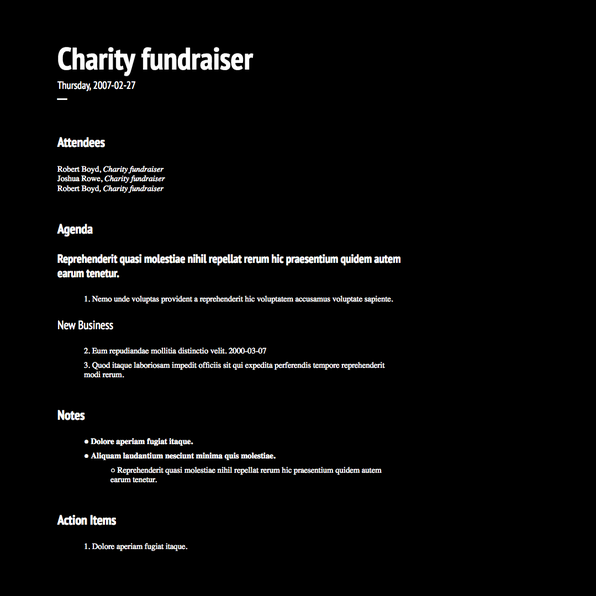 Charity fundraiser
Thursday, 2007-02-27
Attendees
Robert Boyd, Charity fundraiser
Joshua Rowe, Charity fundraiser
Robert Boyd, Charity fundraiser
Agenda
Reprehenderit quasi molestiae nihil repellat rerum hic praesentium quidem autem
earum tenetur.
1. Nemo unde voluptas provident a reprehenderit hic voluptatem accusamus voluptate sapiente.
New Business
2. Eum repudiandae mollitia distinctio velit. 2000-03-07
3. Quod itaque laboriosam impedit officiis sit qui expedita perferendis tempore reprehenderit
modi rerum.
Notes
● Dolore aperiam fugiat itaque.
● Aliquam laudantium nesciunt minima quis molestiae.
○ Reprehenderit quasi molestiae nihil repellat rerum hic praesentium quidem autem
earum tenetur.
Action Items
1. Dolore aperiam fugiat itaque.